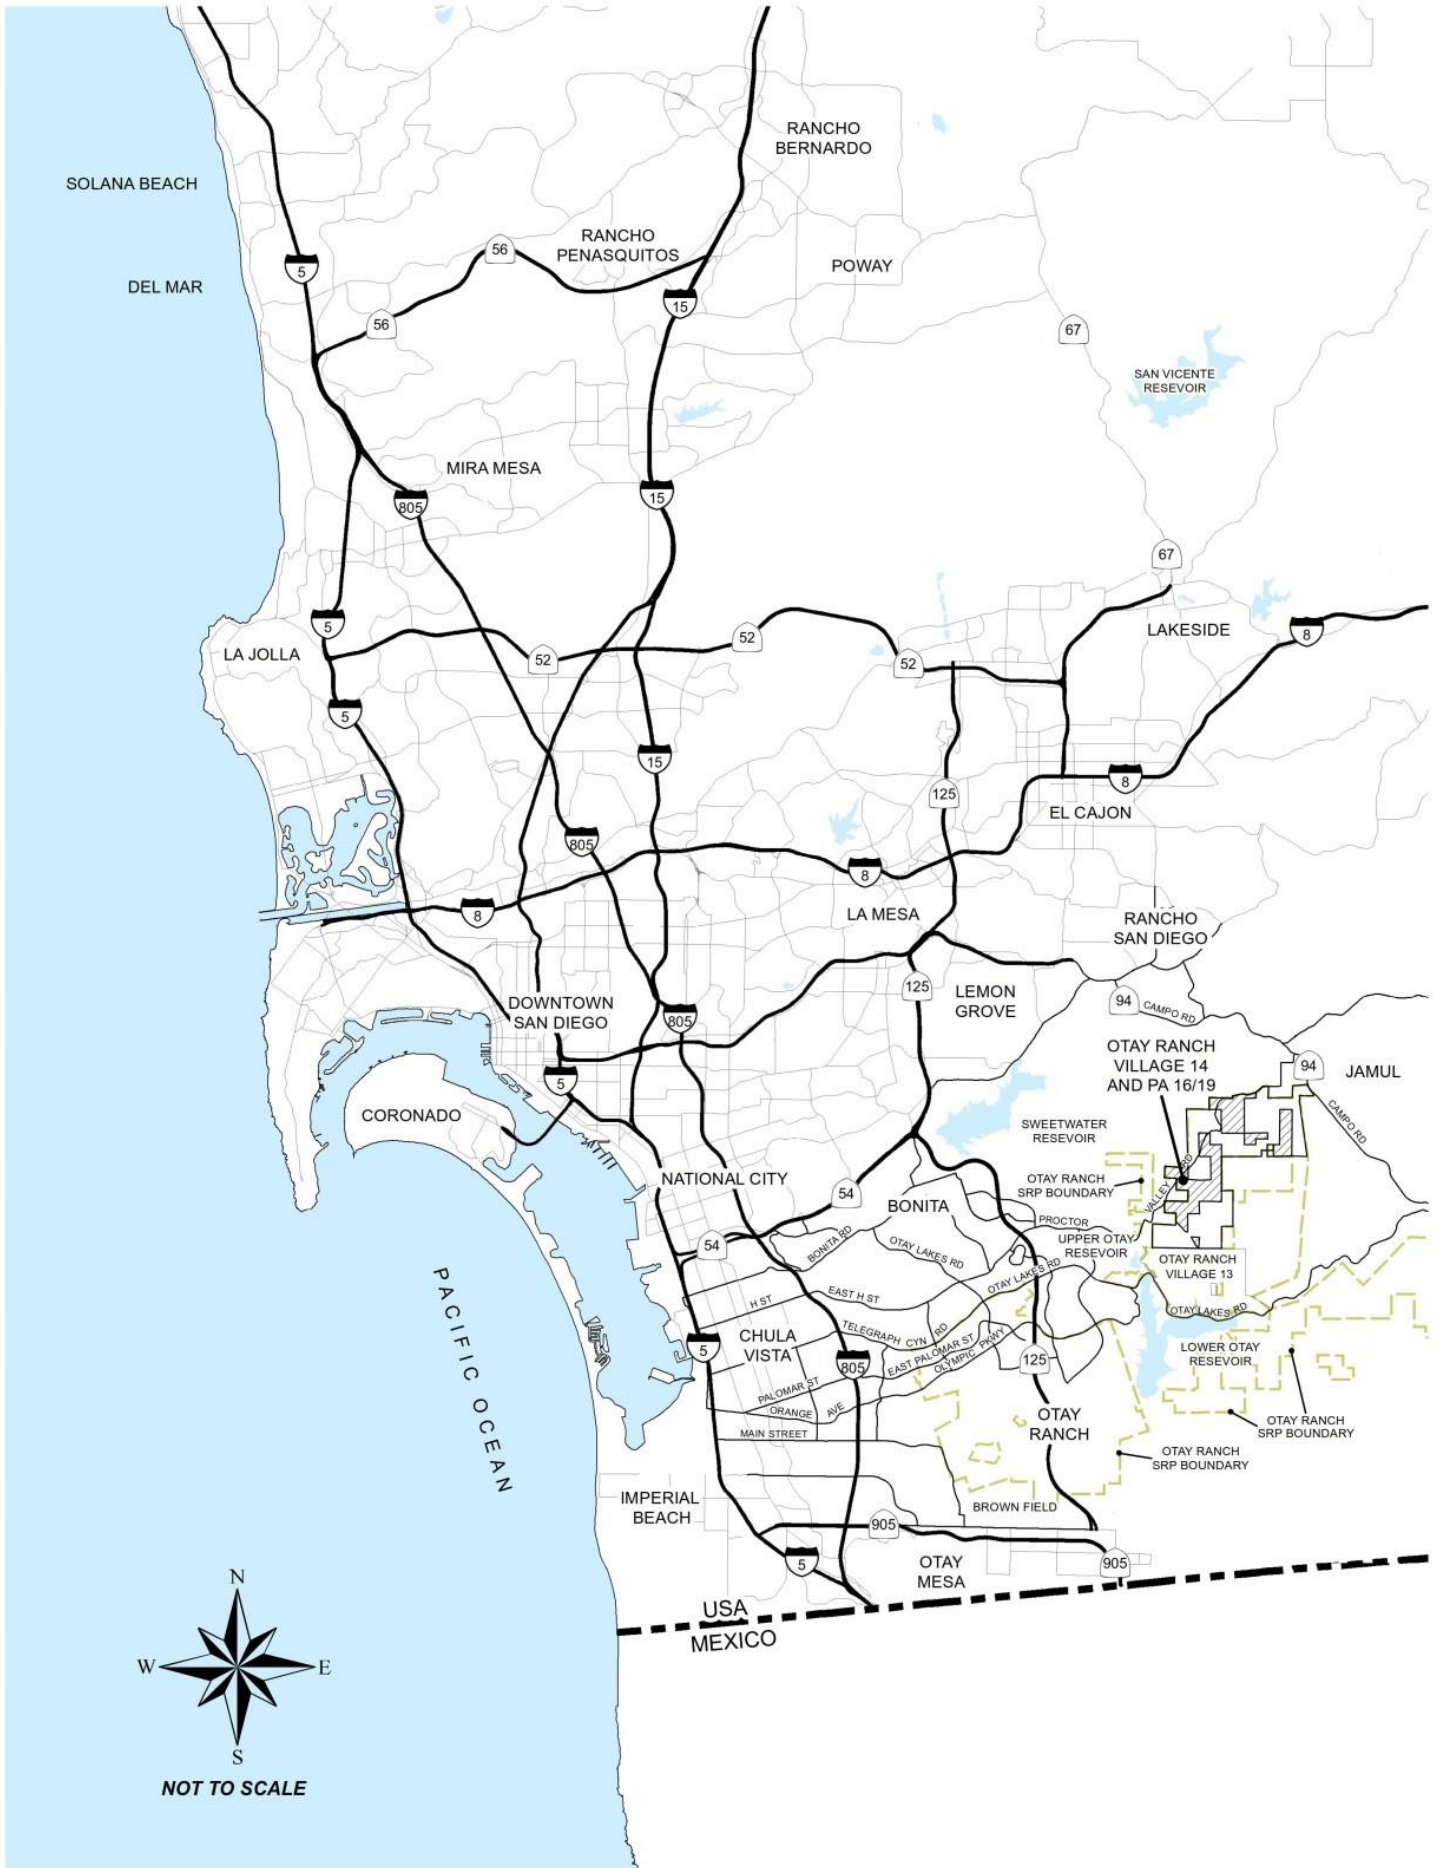 RANCHO
BERNARDO
SOLANA BEACH
RANCHO
PENASQUITOS
56
POWAY
5
DEL MAR
15
56
67
SAN VICENTE
RESEVOIR
MIRA MESA
15
805
67
5
LAKESIDE
8
52
LA JOLLA
52
52
5
15
8
125
EL CAJON
805
8
8
LA MESA
RANCHO
SAN DIEGO
125
LEMON
GROVE
94
CAMPO RD
DOWNTOWN
SAN DIEGO
805
OTAY RANCH
VILLAGE 14
AND PA 16/19
94
JAMUL
5
CORONADO
SWEETWATER
RESEVOIR
CAMPO RD
NATIONAL CITY
OTAY RANCH
SRP BOUNDARY
VALLEY RD
54
BONITA
PROCTOR
54
BONITA RD
OTAY LAKES RD
UPPER OTAY
RESEVOIR
OTAY RANCH
VILLAGE 13
OTAY LAKES RD
H ST
EAST H ST
OTAY LAKES RD
PACIFIC OCEAN
CHULA
VISTA
TELEGRAPH CYN RD
5
805
EAST PALOMAR ST
OLYMPIC PKWY
125
LOWER OTAY
RESEVOIR
PALOMAR ST
ORANGE AVE
MAIN STREET
OTAY
RANCH
OTAY RANCH
SRP BOUNDARY
OTAY RANCH
SRP BOUNDARY
IMPERIAL
BEACH
BROWN FIELD
905
5
OTAY
MESA
905
USA
MEXICO
N
W
E
S
NOT TO SCALE